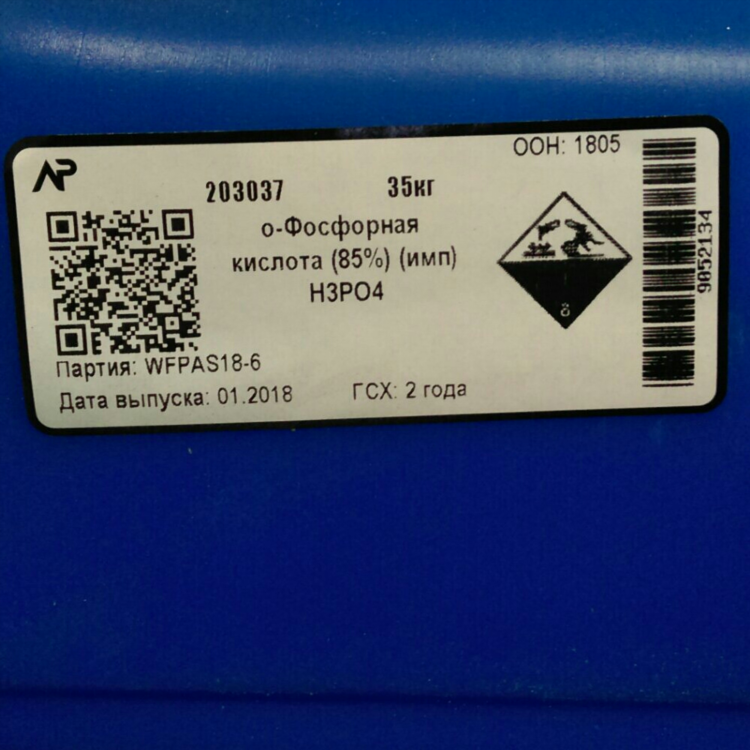 AP
ООН: 1805
203037 35кг
о-Фосфорная
кислота (85%) (имп)
H3PO4
8
Партия: WFPAS18-6
Дата выпуска: 01.2018 ГСХ: 2 года
9852134